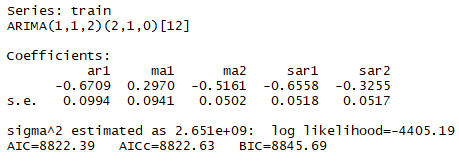 Series: train
ARIMA(1,1,2)(2,1,0)[12]
Coefficients:
ar1 ma1 ma2 sar1 sar2
-0.6709 0.2970 -0.5161 -0.6558 -0.3255
s.e. 0.0994 0.0941 0.0502 0.0518 0.0517
sigma^2 estimated as 2.651e+09: log likelihood=-4405.19
AIC=8822.39 AICc=8822.63 BIC=8845.69